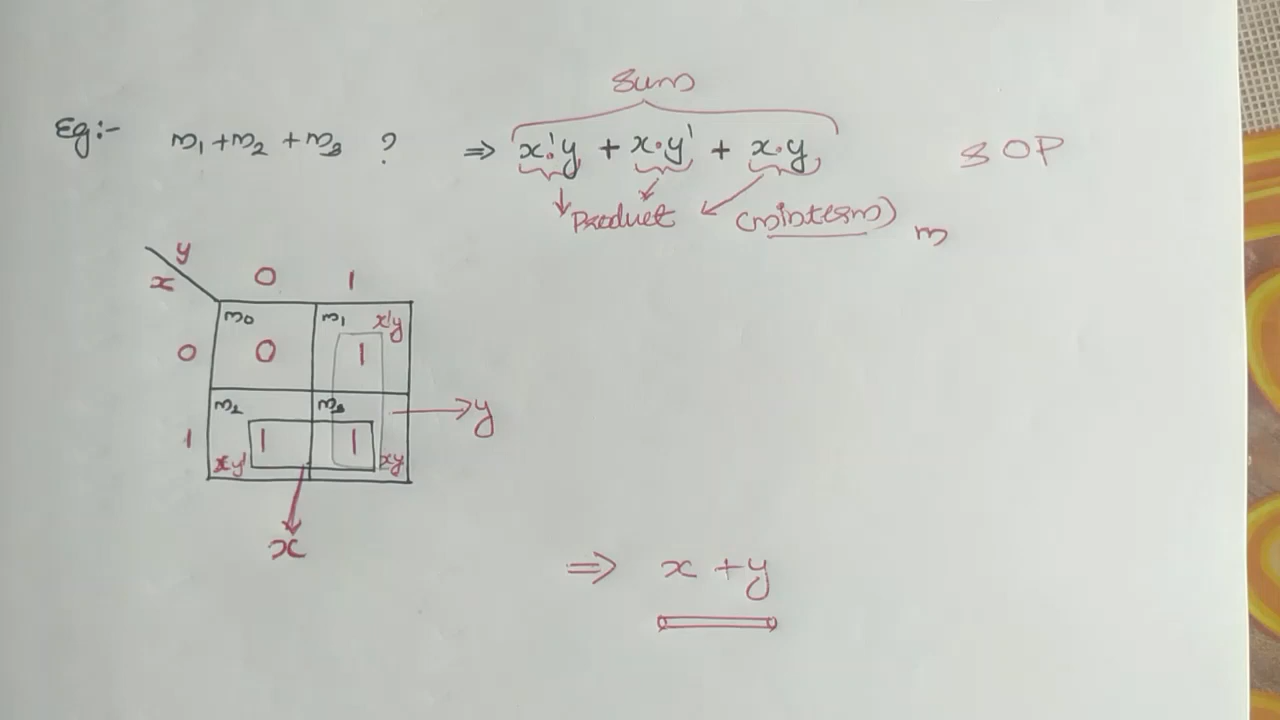 Sum
Eg:- m₁ + m₂ + m₃ ? ⇒ x'.y + x.y' + x.y SOP
Product (minterm) m
y
x 0 1
m₀ m₁ x'y
0 0 1
m₂ m₃ → y
1 1 1
xy' xy
x
⇒ x + y